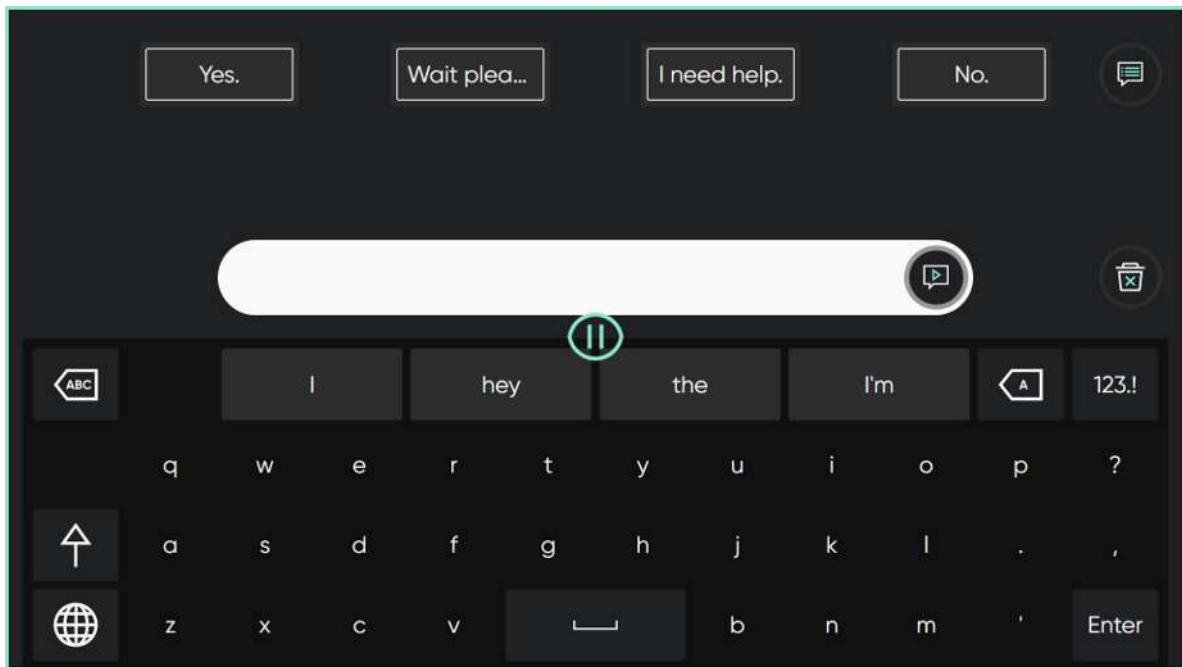 Yes. Wait plea... I need help. No.
ABC I hey the I'm A 123.!
q w e r t y u i o p ?
a s d f g h j k l . ,
z x c v b n m ' Enter